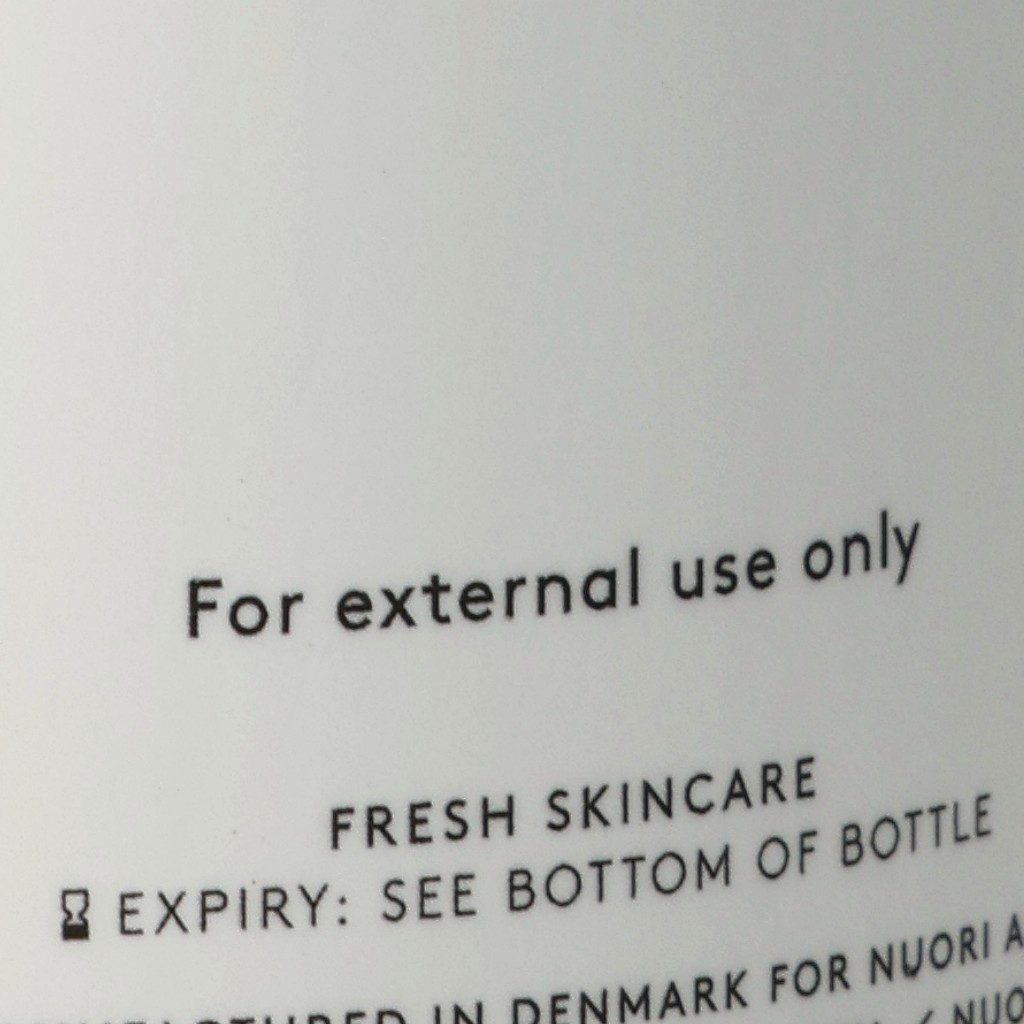 For external use only
FRESH SKINCARE
EXPIRY: SEE BOTTOM OF BOTTLE
IN DENMARK FOR NUORI